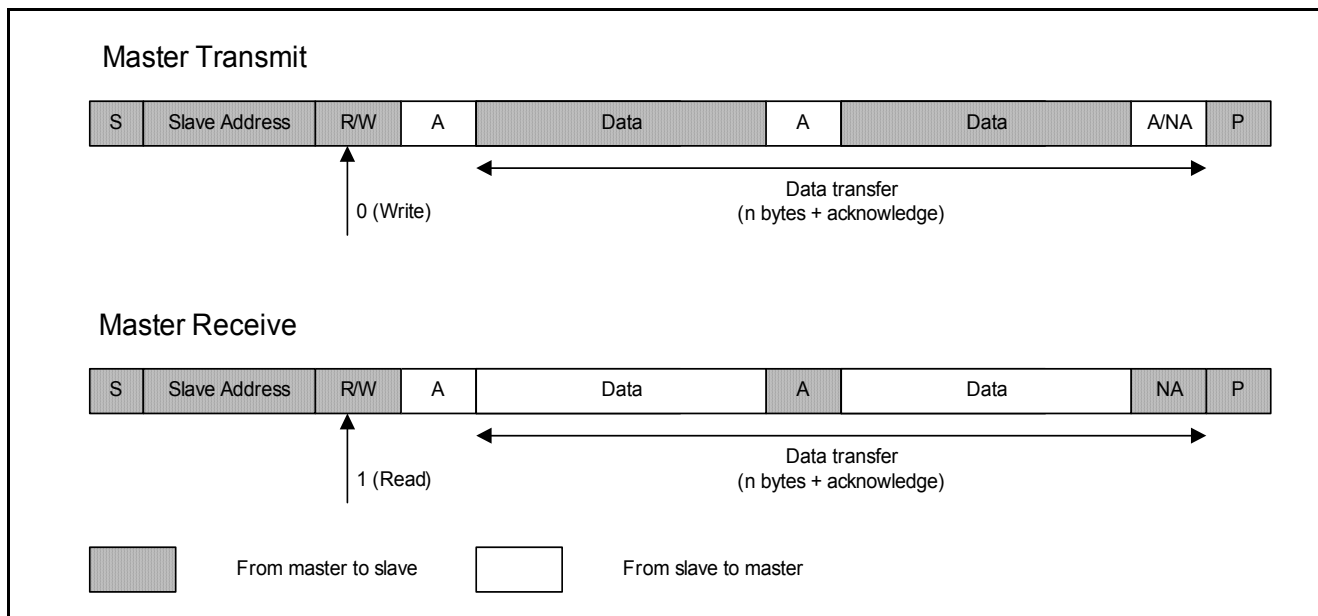 Master Transmit
S Slave Address R/W A Data A Data A/NA P
0 (Write)
Data transfer
(n bytes + acknowledge)
Master Receive
S Slave Address R/W A Data A Data NA P
1 (Read)
Data transfer
(n bytes + acknowledge)
From master to slave From slave to master